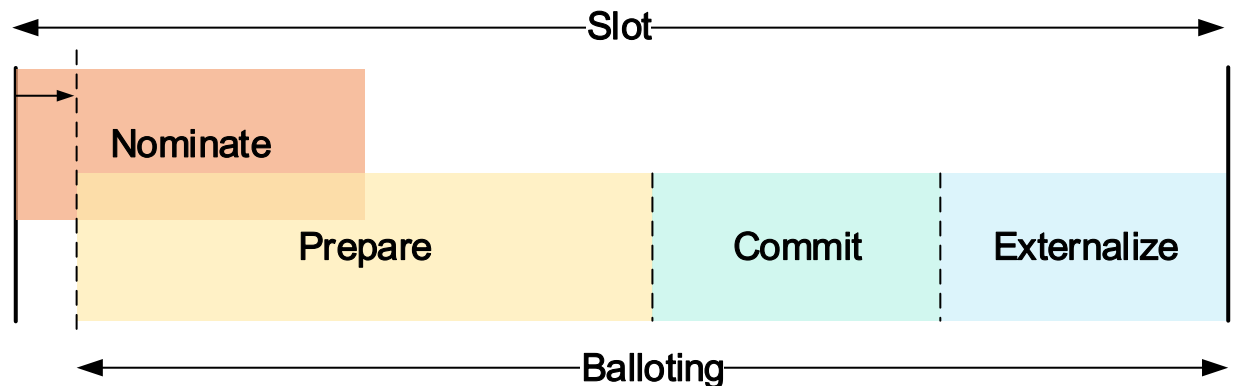 Slot
Nominate
Prepare
Commit
Externalize
Balloting